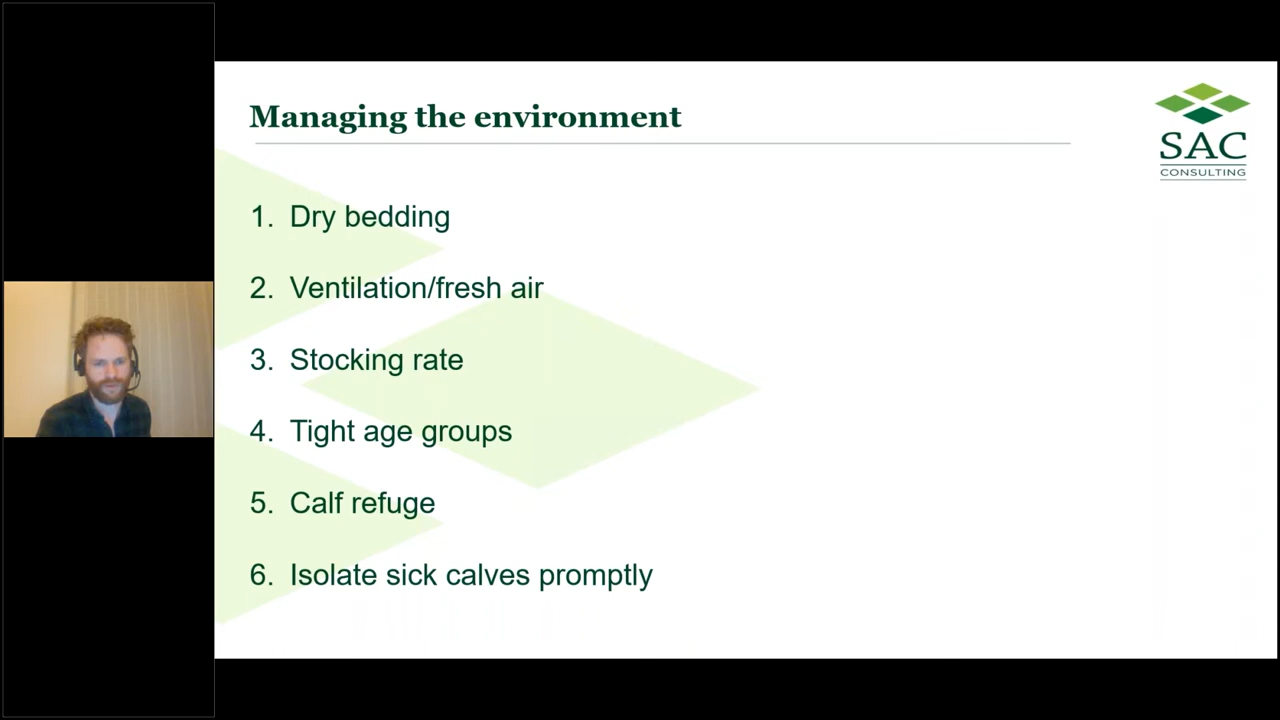 Managing the environment
SAC
CONSULTING
1. Dry bedding
2. Ventilation/fresh air
3. Stocking rate
4. Tight age groups
5. Calf refuge
6. Isolate sick calves promptly